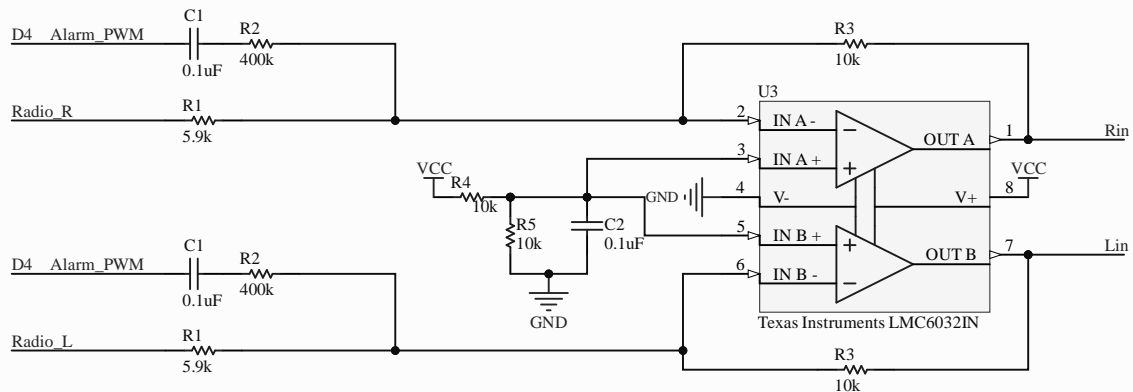 C1
D4 Alarm_PWM
R2
0.1uF
400k
R3
10k
Radio_R
R1
5.9k
U3
2
IN A -
3
IN A +
OUT A
1
Rin
VCC
R4
10k
GND
4
V-
V+
8
VCC
R5
10k
C2
0.1uF
5
IN B +
6
IN B -
OUT B
7
Lin
GND
Texas Instruments LMC6032IN
C1
D4 Alarm_PWM
R2
0.1uF
400k
Radio_L
R1
5.9k
R3
10k